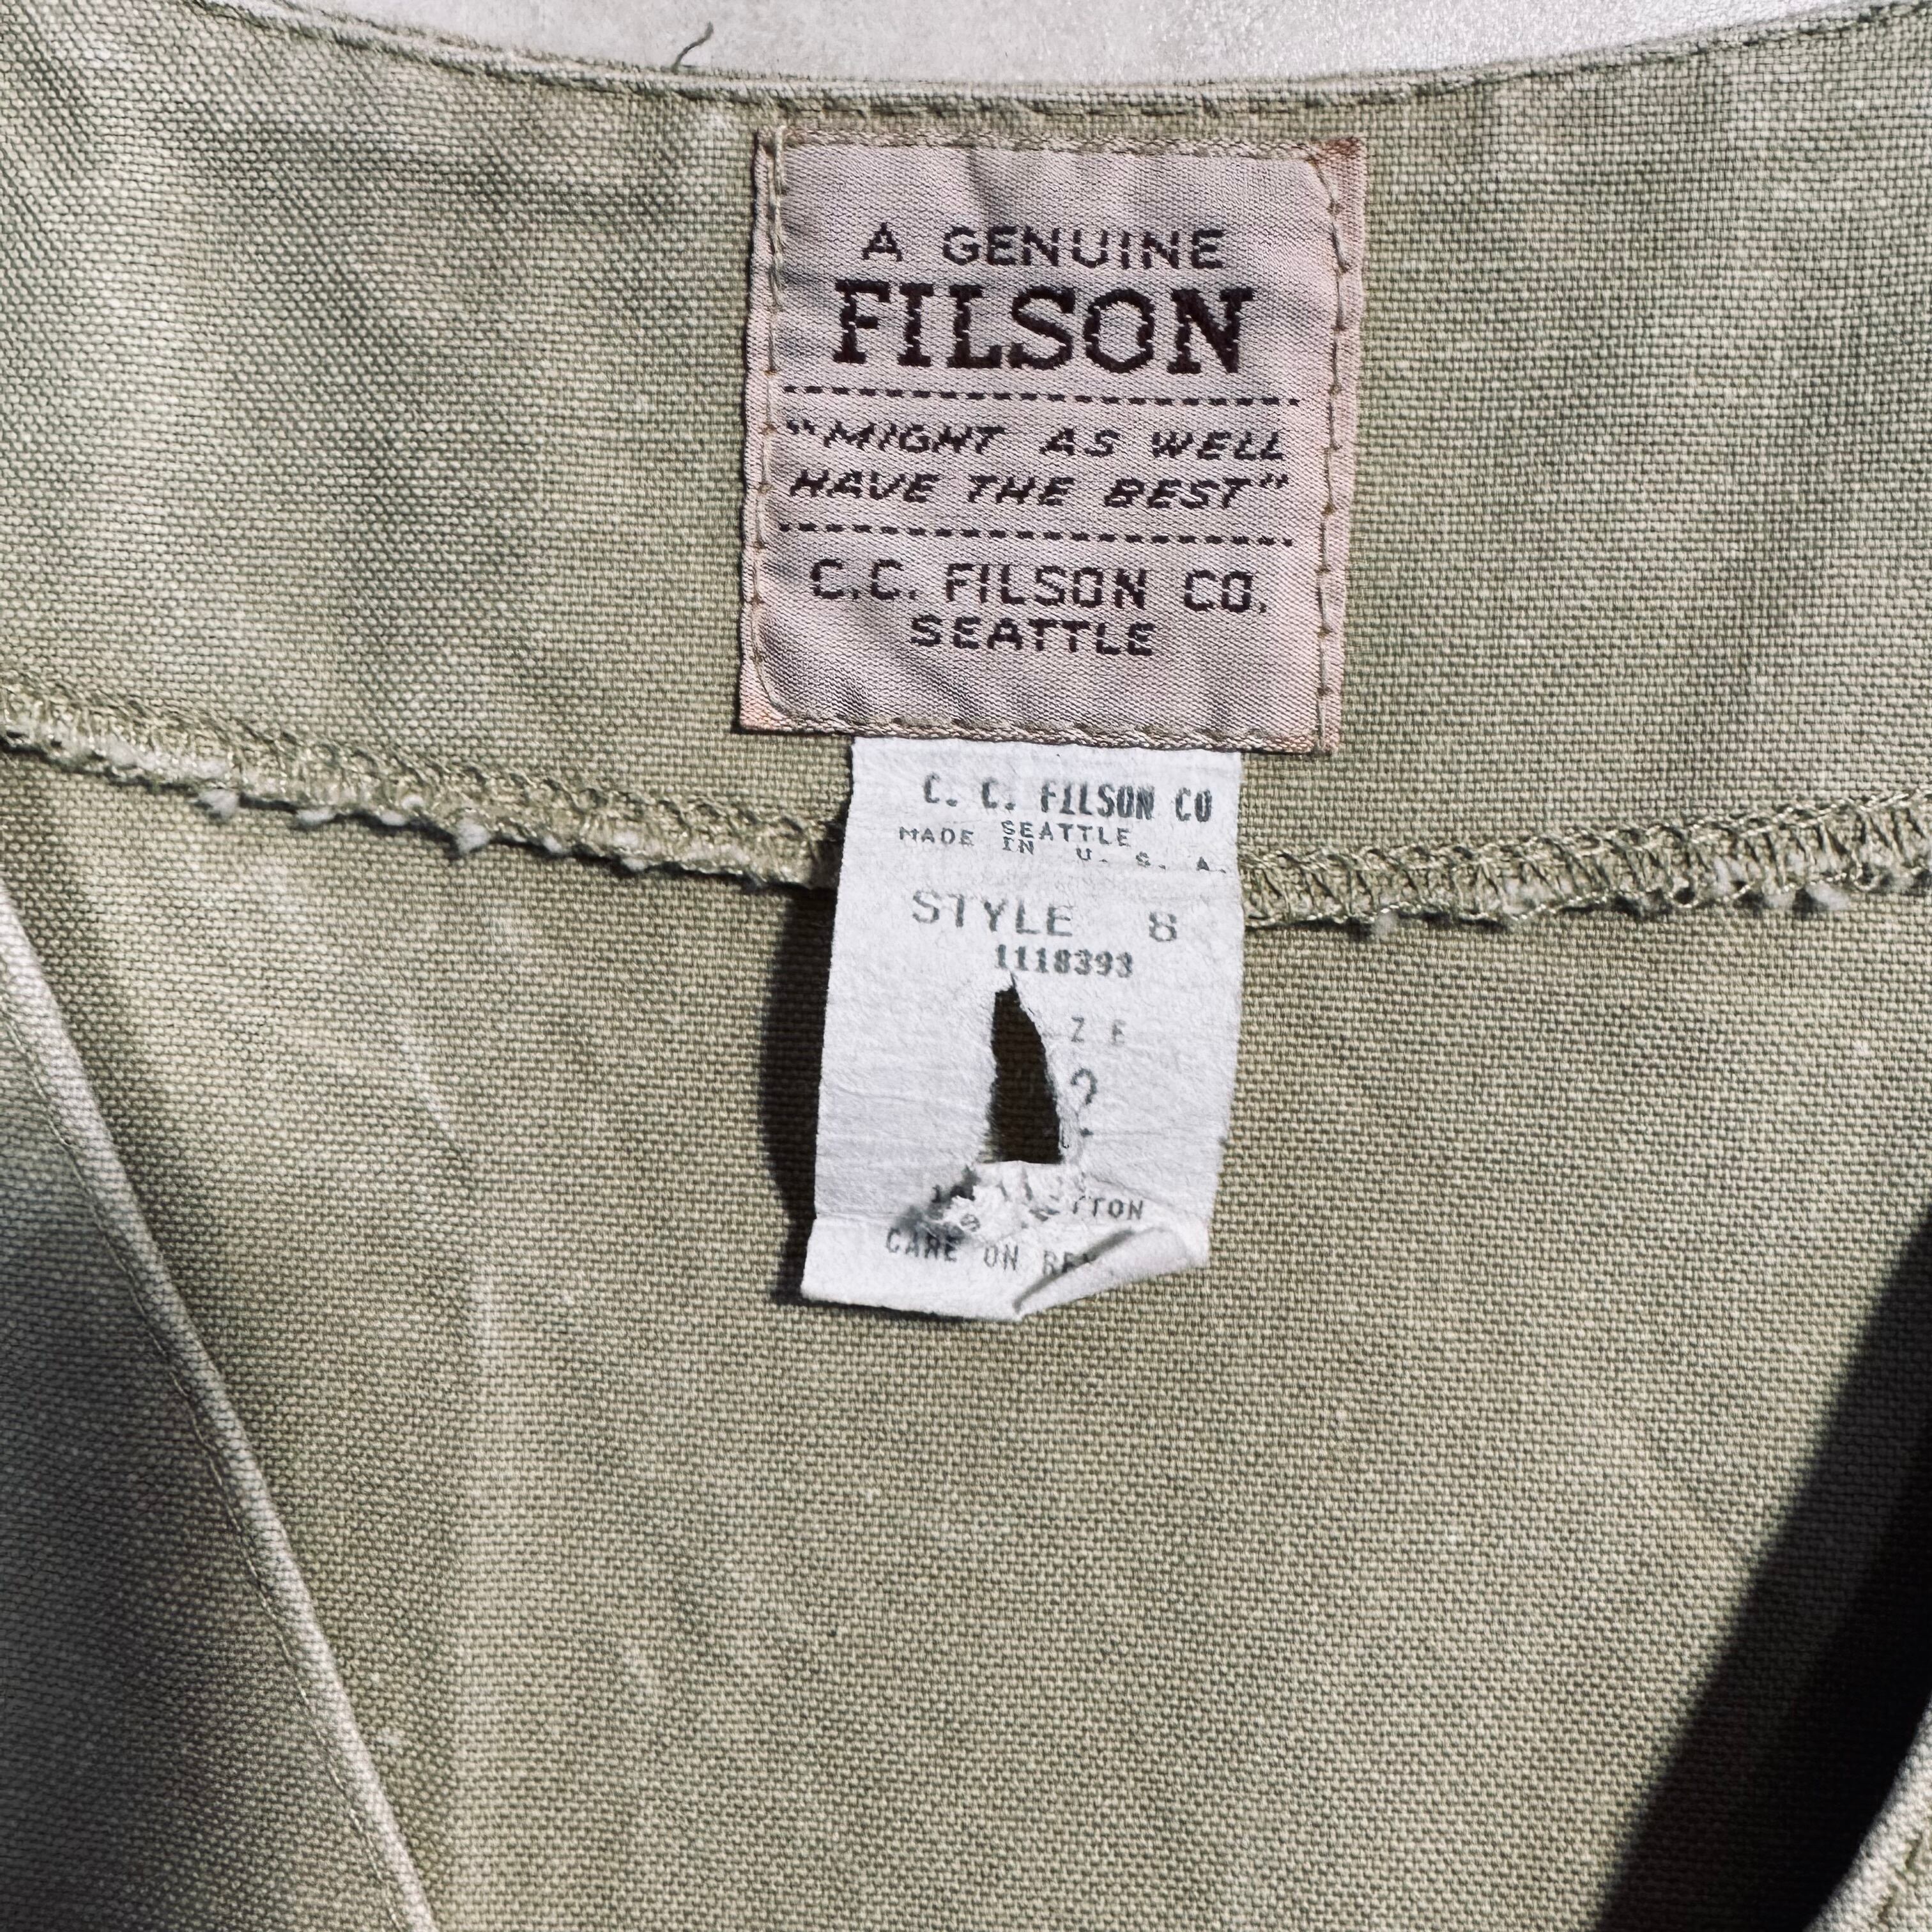 A GENUINE
FILSON
"MIGHT AS WELL
HAVE THE BEST"
C.C. FILSON CO.
SEATTLE
C. C. FILSON CO
SEATTLE
MADE IN U. S. A.
STYLE 8
1118393
CARE ON